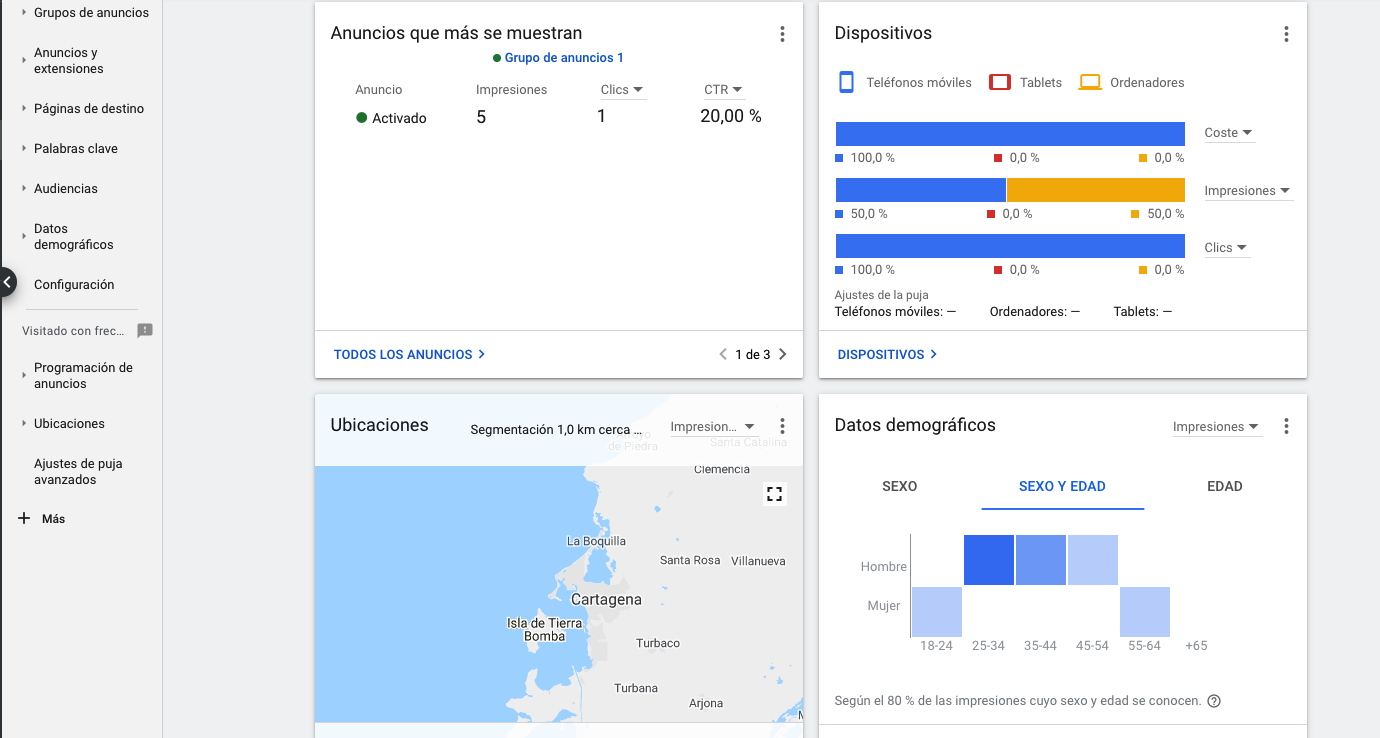 Grupos de anuncios
Anuncios y
extensiones
Páginas de destino
Palabras clave
Audiencias
Datos
demográficos
Configuración
Visitado con frec...
Programación de
anuncios
Ubicaciones
Ajustes de puja
avanzados
Más
Anuncios que más se muestran
Grupo de anuncios 1
Anuncio Impresiones Clics CTR
Activado 5 1 20,00 %
TODOS LOS ANUNCIOS
1 de 3
Dispositivos
Teléfonos móviles Tablets Ordenadores
Coste
100,0 % 0,0 % 0,0 %
Impresiones
50,0 % 0,0 % 50,0 %
Clics
100,0 % 0,0 % 0,0 %
Ajustes de la puja
Teléfonos móviles: — Ordenadores: — Tablets: —
DISPOSITIVOS
Ubicaciones
Segmentación 1,0 km cerca ...
Impresion...
Arroyo
de Piedra
Santa Catalina
Clemencia
La Boquilla
Santa Rosa
Villanueva
Cartagena
Isla de Tierra
Bomba
Turbaco
Turbana
Arjona
Datos demográficos
Impresiones
SEXO SEXO Y EDAD EDAD
Hombre
Mujer
18-24 25-34 35-44 45-54 55-64 +65
Según el 80 % de las impresiones cuyo sexo y edad se conocen.